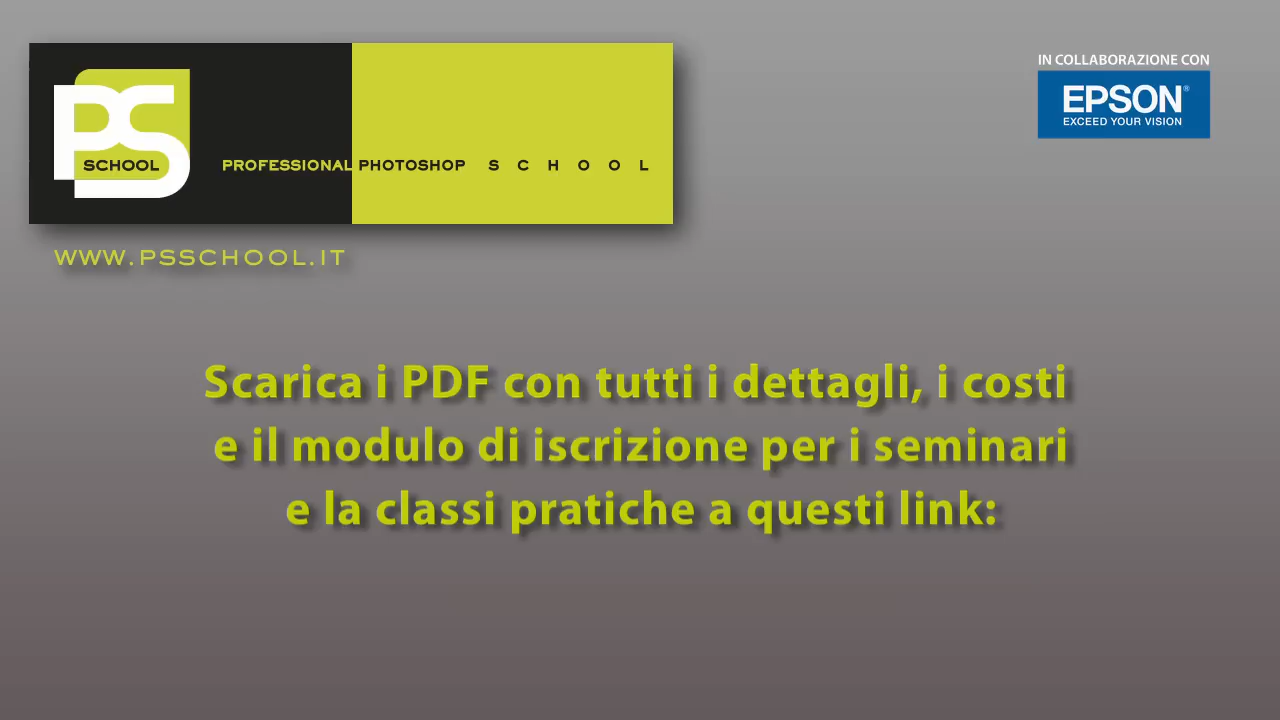 PS
SCHOOL
PROFESSIONAL PHOTOSHOP SCHOOL
WWW.PSSCHOOL.IT
IN COLLABORAZIONE CON
EPSON®
EXCEED YOUR VISION
Scarica i PDF con tutti i dettagli, i costi
e il modulo di iscrizione per i seminari
e la classi pratiche a questi link: